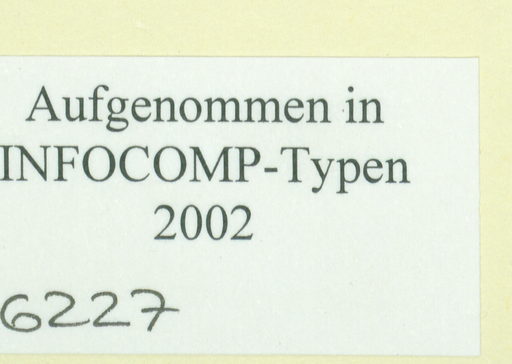 Aufgenommen in
INFOCOMP-Typen
2002
6227